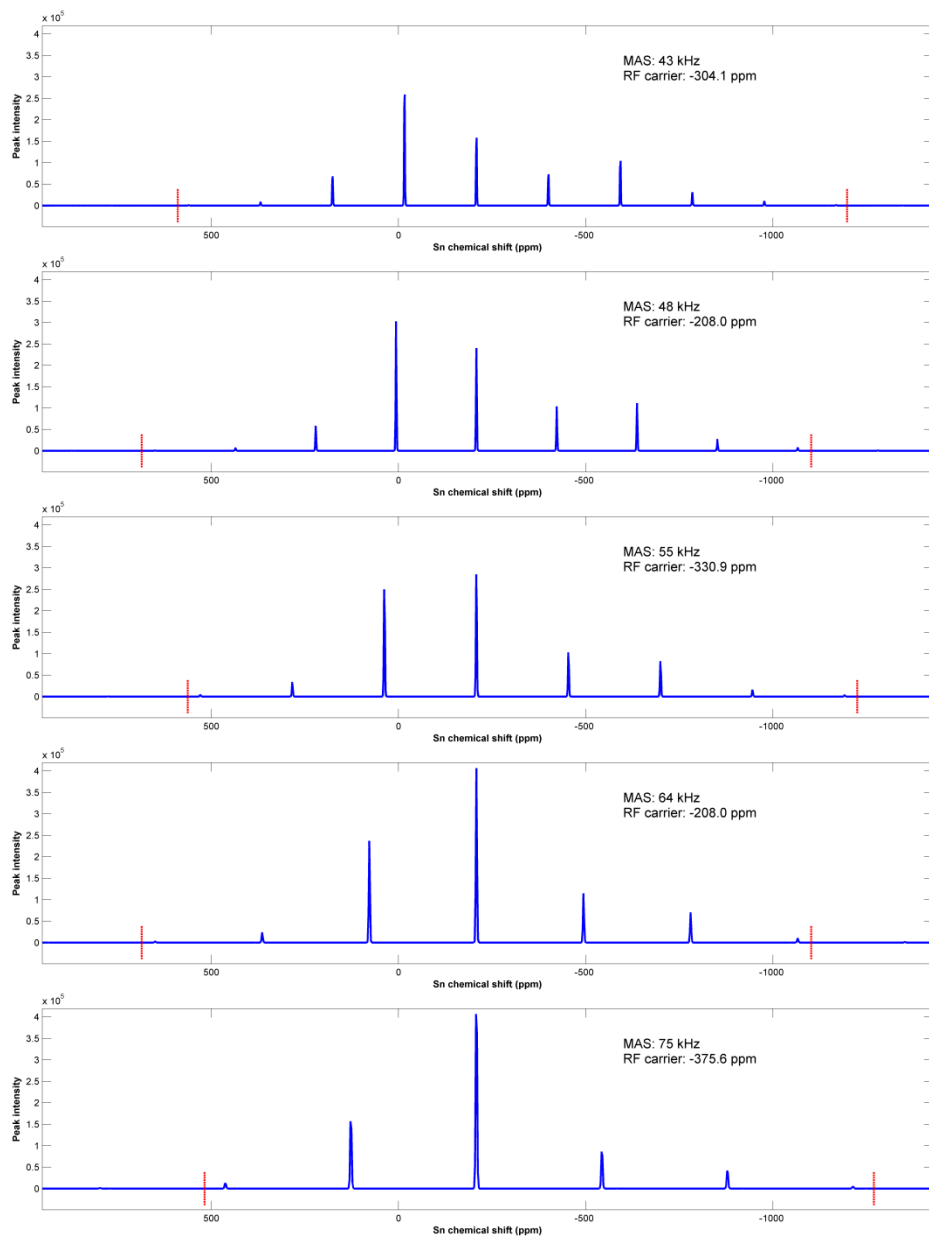 x 10^5
4
3.5
3
2.5
2
1.5
1
0.5
0
Peak intensity
MAS: 43 kHz
RF carrier: -304.1 ppm
500 0 -500 -1000
Sn chemical shift (ppm)
x 10^5
4
3.5
3
2.5
2
1.5
1
0.5
0
Peak intensity
MAS: 48 kHz
RF carrier: -208.0 ppm
500 0 -500 -1000
Sn chemical shift (ppm)
x 10^5
4
3.5
3
2.5
2
1.5
1
0.5
0
Peak intensity
MAS: 55 kHz
RF carrier: -330.9 ppm
500 0 -500 -1000
Sn chemical shift (ppm)
x 10^5
4
3.5
3
2.5
2
1.5
1
0.5
0
Peak intensity
MAS: 64 kHz
RF carrier: -208.0 ppm
500 0 -500 -1000
Sn chemical shift (ppm)
x 10^5
4
3.5
3
2.5
2
1.5
1
0.5
0
Peak intensity
MAS: 75 kHz
RF carrier: -375.6 ppm
500 0 -500 -1000
Sn chemical shift (ppm)